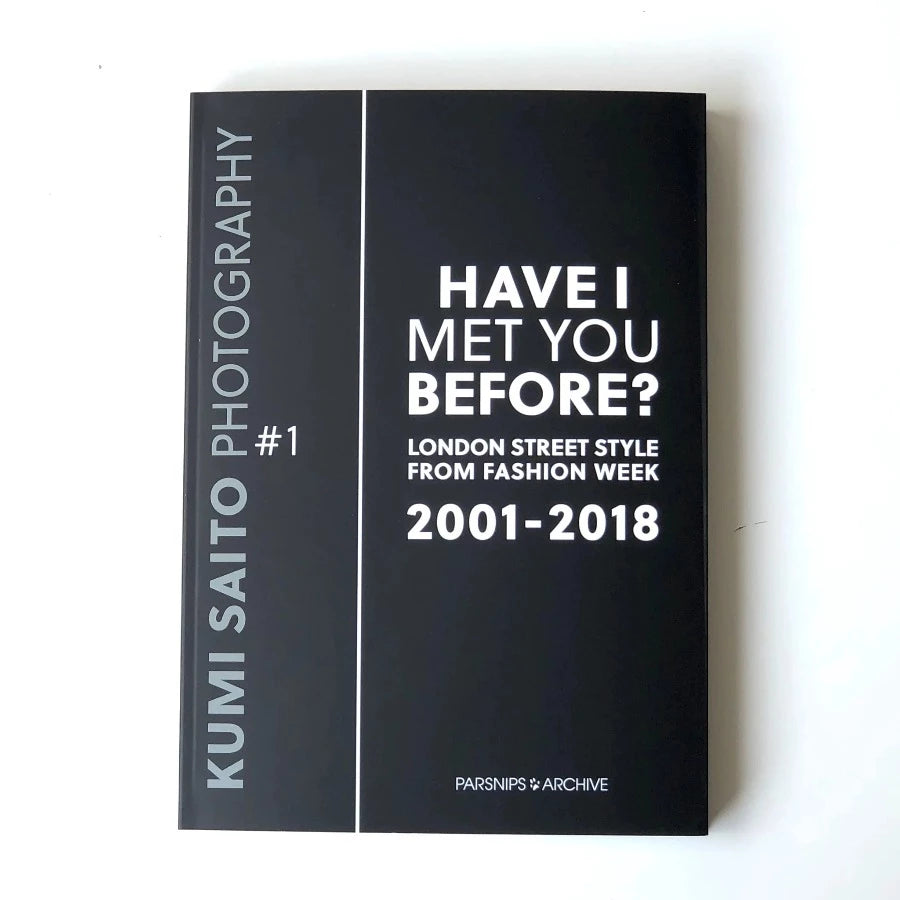 KUMI SAITO PHOTOGRAPHY
#1
HAVE I
MET YOU
BEFORE?
LONDON STREET STYLE
FROM FASHION WEEK
2001-2018
PARSNIPS ARCHIVE